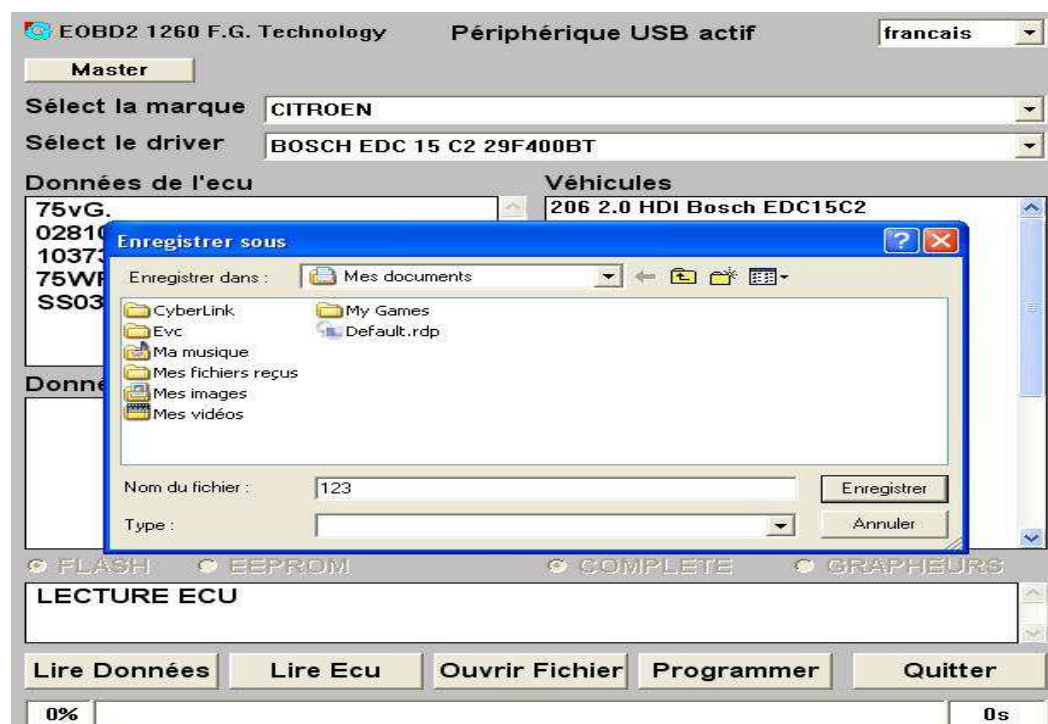 EOBD2 1260 F.G. Technology Périphérique USB actif francais
Master
Sélect la marque CITROEN
Sélect le driver BOSCH EDC 15 C2 29F400BT
Données de l'ecu Véhicules
75vG. 206 2.0 HDI Bosch EDC15C2
Enregistrer sous
Enregistrer dans : Mes documents
CyberLink My Games
Evc Default.rdp
Ma musique
Mes fichiers reçus
Mes images
Mes vidéos
Nom du fichier : 123 Enregistrer
Type : Annuler
FLASH EEPROM COMPLETE GRAPHEURS
LECTURE ECU
Lire Données Lire Ecu Ouvrir Fichier Programmer Quitter
0% 0s